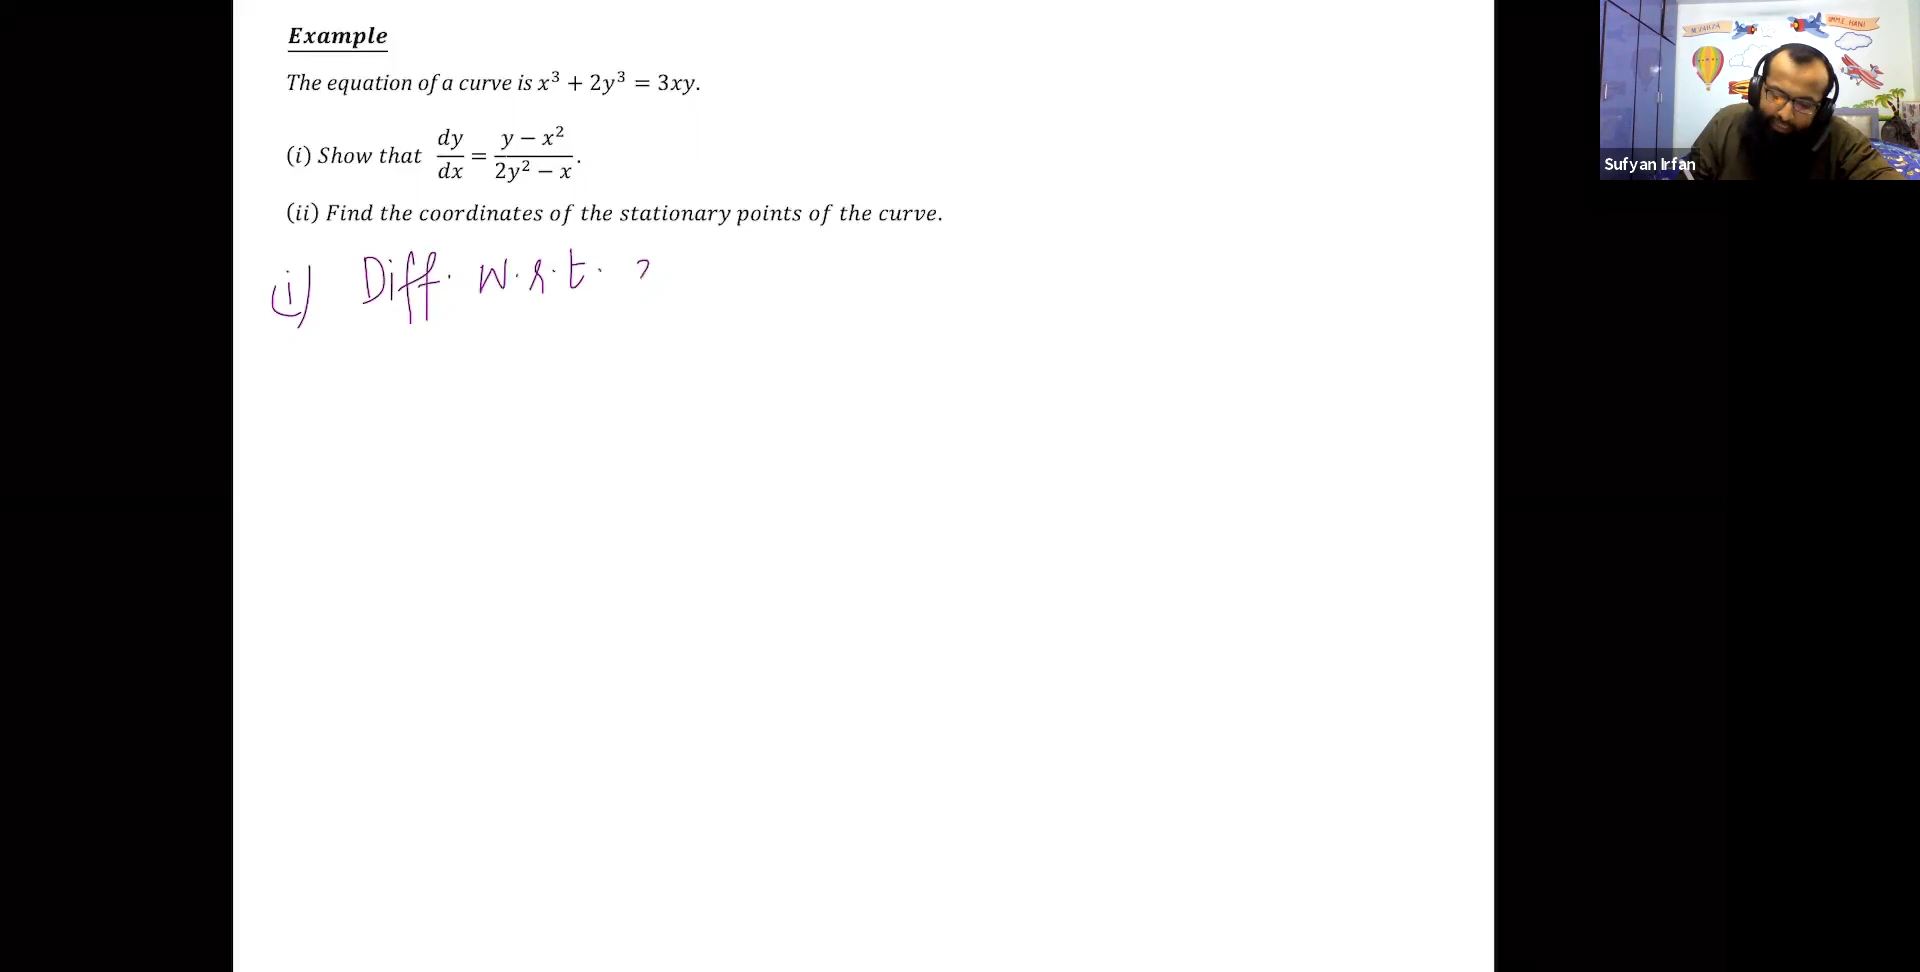 Example
The equation of a curve is x³ + 2y³ = 3xy.
(i) Show that dy/dx = (y − x²)/(2y² − x).
(ii) Find the coordinates of the stationary points of the curve.
(i) Diff. w.r.t.
Sufyan Irfan